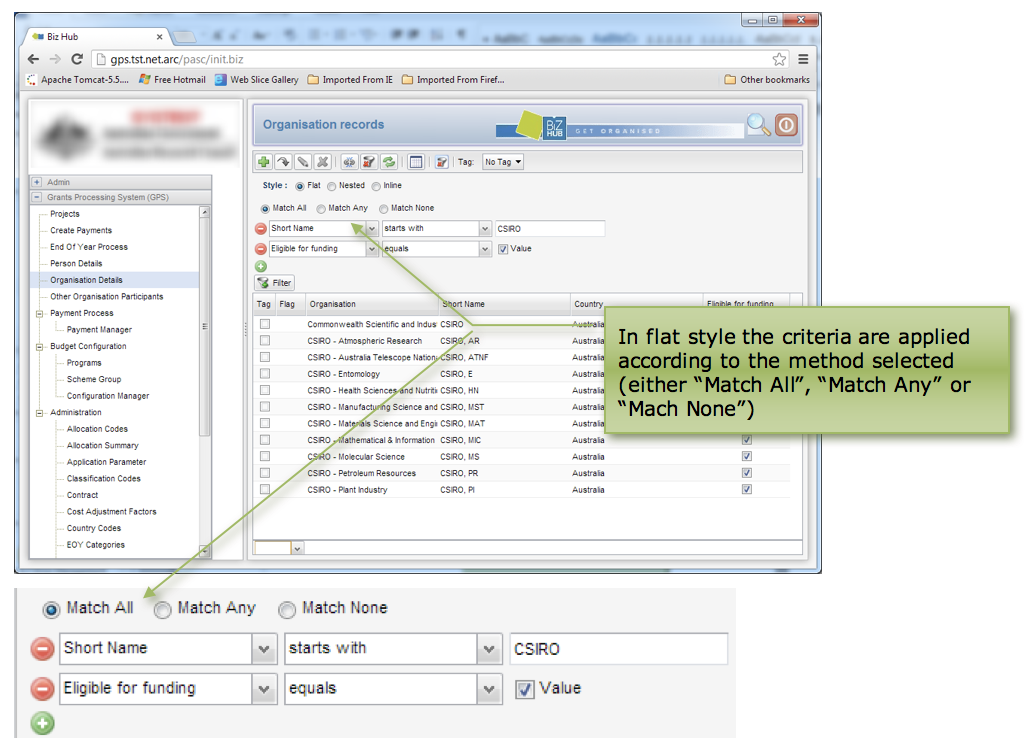 Biz Hub
gps.tst.net.arc/pasc/init.biz
Apache Tomcat-5.5.... Free Hotmail Web Slice Gallery Imported From IE Imported From Firef... Other bookmarks
Organisation records
BIZ HUB GET ORGANISED
Tag: No Tag
Admin
Grants Processing System (GPS)
Projects
Create Payments
End Of Year Process
Person Details
Organisation Details
Other Organisation Participants
Payment Process
Payment Manager
Budget Configuration
Programs
Scheme Group
Configuration Manager
Administration
Allocation Codes
Allocation Summary
Application Parameter
Classification Codes
Contract
Cost Adjustment Factors
Country Codes
EOY Categories
Style : Flat Nested Inline
Match All Match Any Match None
Short Name starts with CSIRO
Eligible for funding equals Value
Filter
Tag Flag Organisation Short Name Country Eligible for funding
Commonwealth Scientific and Indus CSIRO Australia
CSIRO - Atmospheric Research CSIRO, AR Australia
CSIRO - Australia Telescope Nation CSIRO, ATNF Australia
CSIRO - Entomology CSIRO, E Australia
CSIRO - Health Sciences and Nutriti CSIRO, HN Australia
CSIRO - Manufacturing Science and CSIRO, MST Australia
CSIRO - Materials Science and Engi CSIRO, MAT Australia
CSIRO - Mathematical & Information CSIRO, MIC Australia
CSIRO - Molecular Science CSIRO, MS Australia
CSIRO - Petroleum Resources CSIRO, PR Australia
CSIRO - Plant Industry CSIRO, PI Australia
In flat style the criteria are applied
according to the method selected
(either “Match All”, “Match Any” or
“Mach None”)
Match All Match Any Match None
Short Name starts with CSIRO
Eligible for funding equals Value